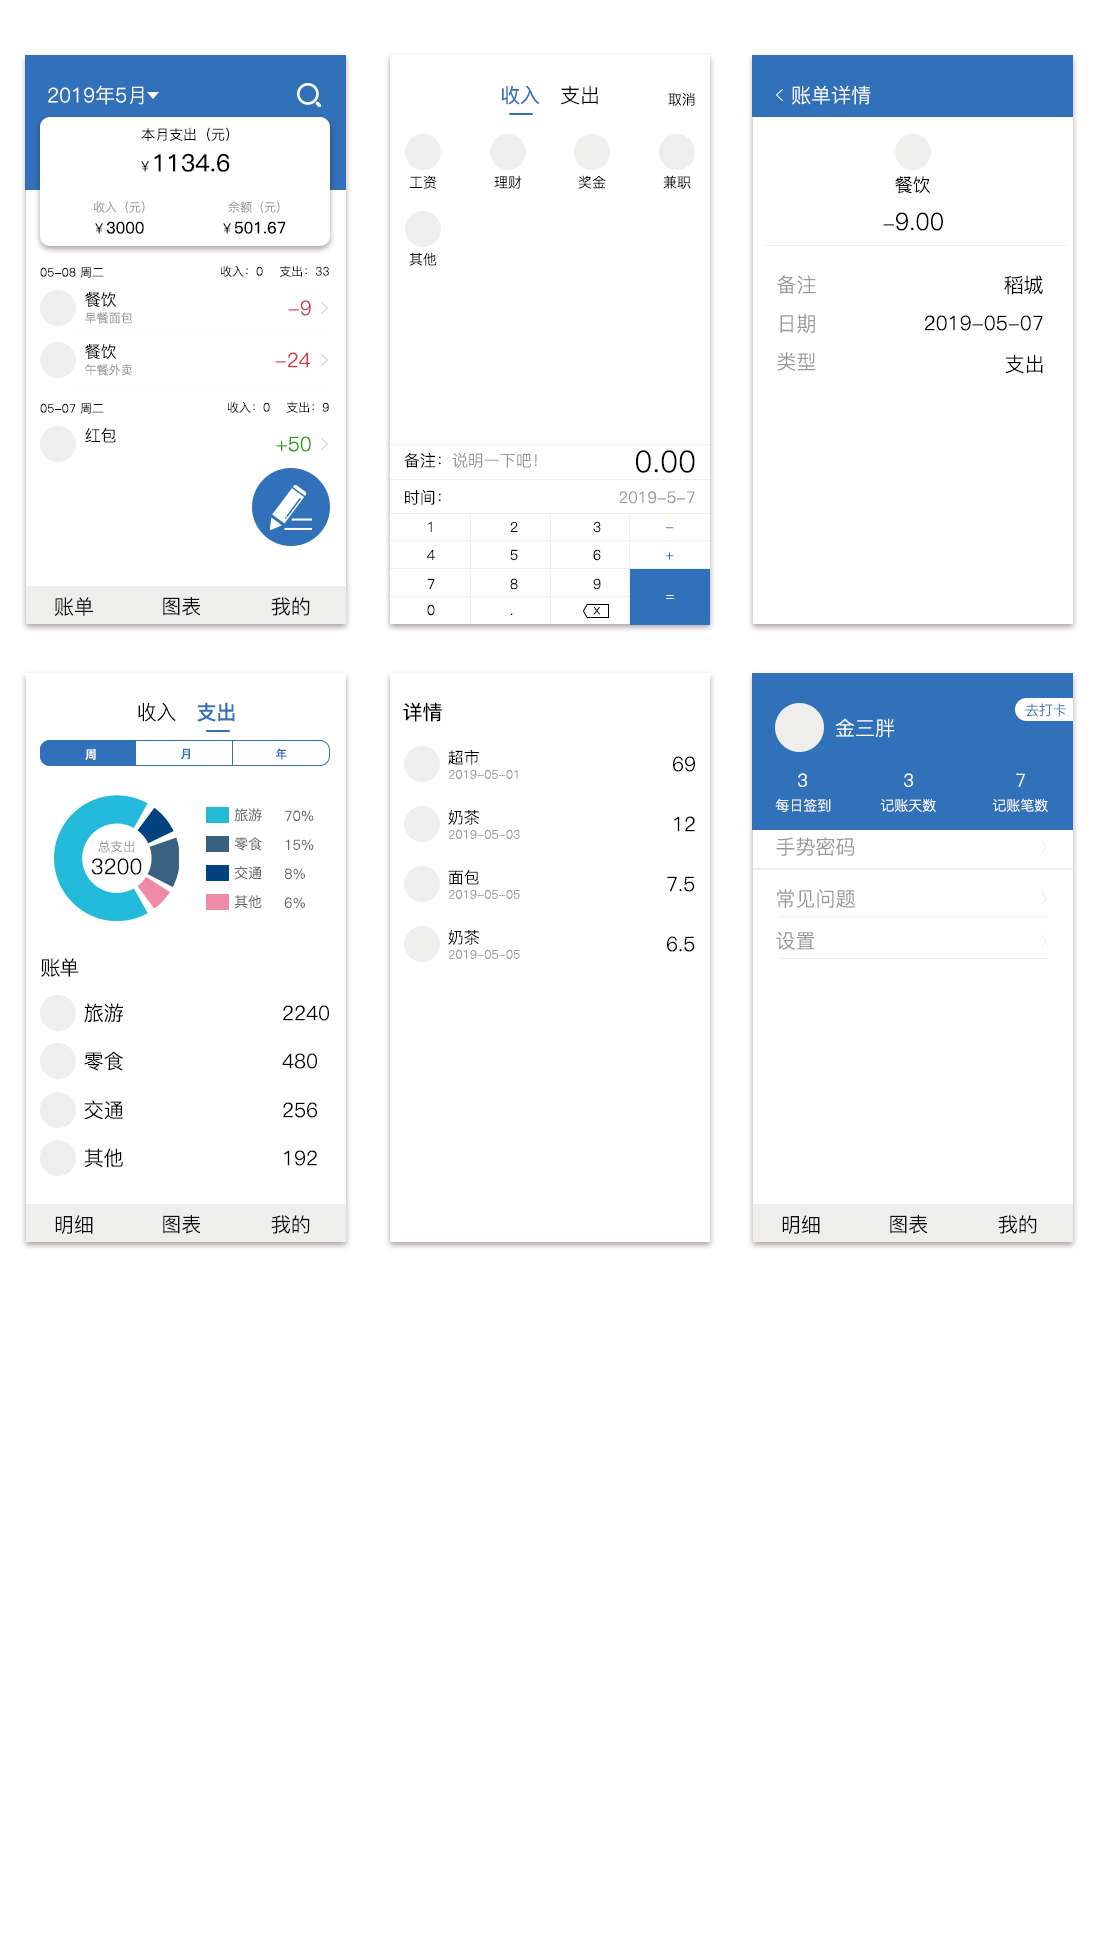 2019年5月
本月支出（元）
¥1134.6
收入（元） 余额（元）
¥3000 ¥501.67
05-08 周二 收入：0 支出：33
餐饮
早餐面包
-9
餐饮
午餐外卖
-24
05-07 周二 收入：0 支出：9
红包
+50
账单 图表 我的
收入 支出 取消
工资 理财 奖金 兼职
其他
备注：说明一下吧！ 0.00
时间： 2019-5-7
1 2 3 -
4 5 6 +
7 8 9
=
0 . x
账单详情
餐饮
-9.00
备注 稻城
日期 2019-05-07
类型 支出
收入 支出
周 月 年
总支出
3200
旅游 70%
零食 15%
交通 8%
其他 6%
账单
旅游 2240
零食 480
交通 256
其他 192
明细 图表 我的
详情
超市
2019-05-01
69
奶茶
2019-05-03
12
面包
2019-05-05
7.5
奶茶
2019-05-05
6.5
去打卡
金三胖
3 3 7
每日签到 记账天数 记账笔数
手势密码
常见问题
设置
明细 图表 我的